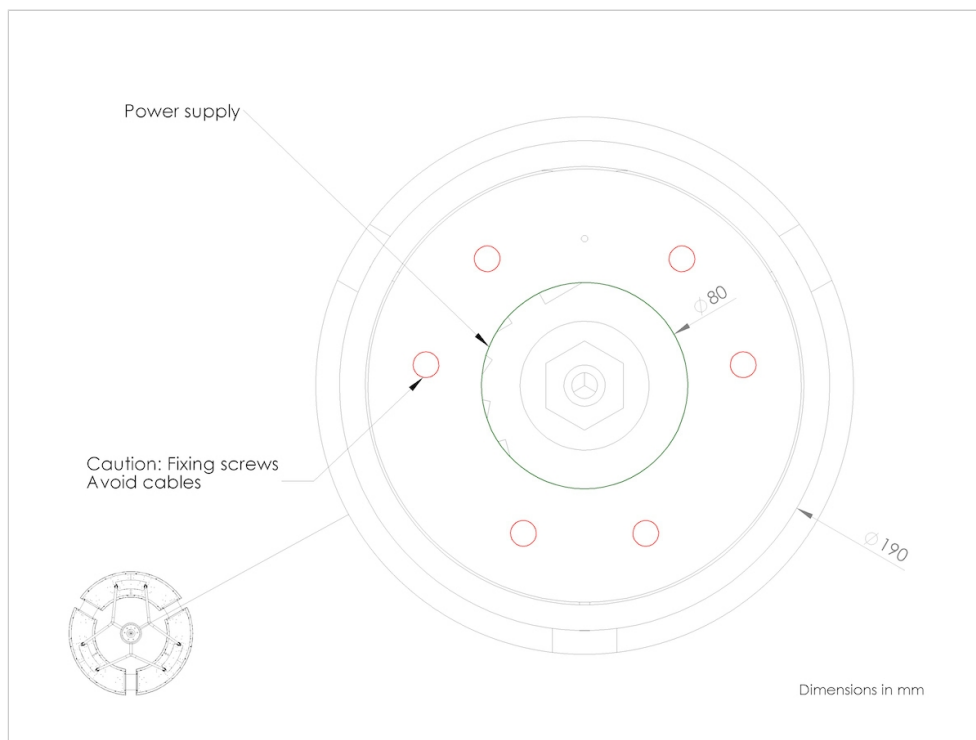 Power supply
Ø80
Caution: Fixing screws
Avoid cables
Ø190
Dimensions in mm